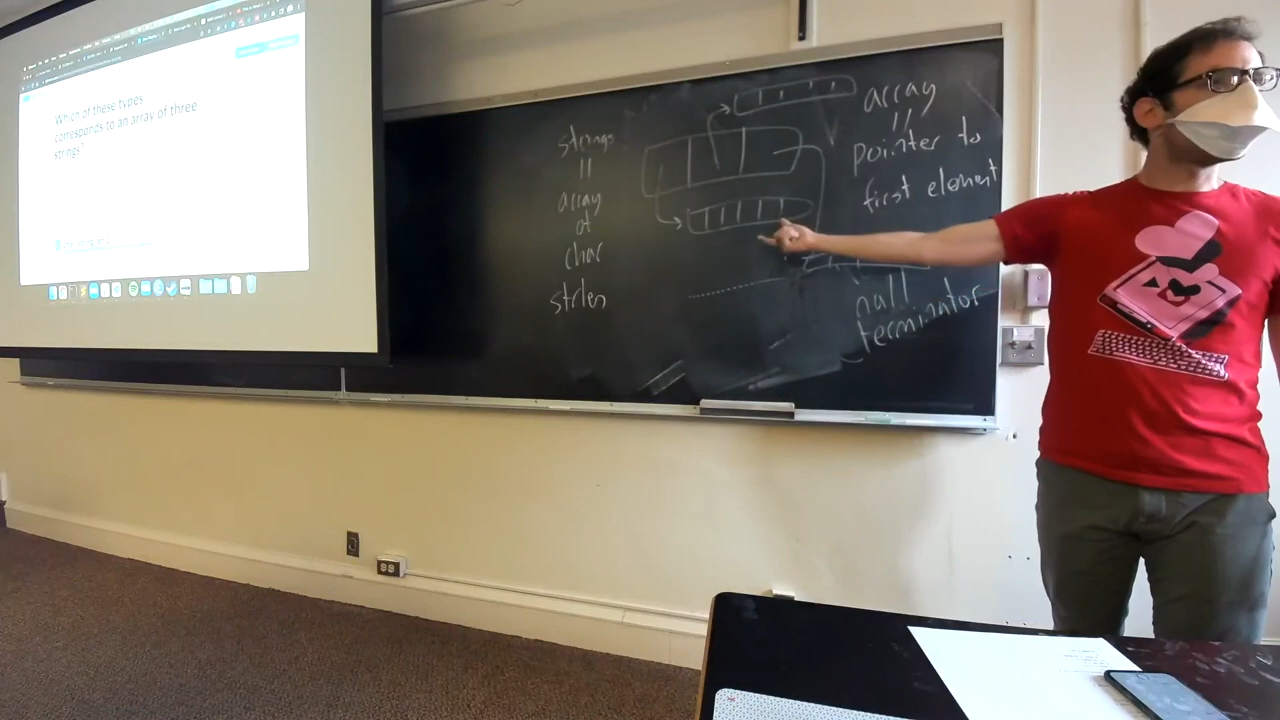 Which of these types
corresponds to an array of three
strings?
strings
||
array
of
char
strlen
array
||
pointer to
first element
null
terminator